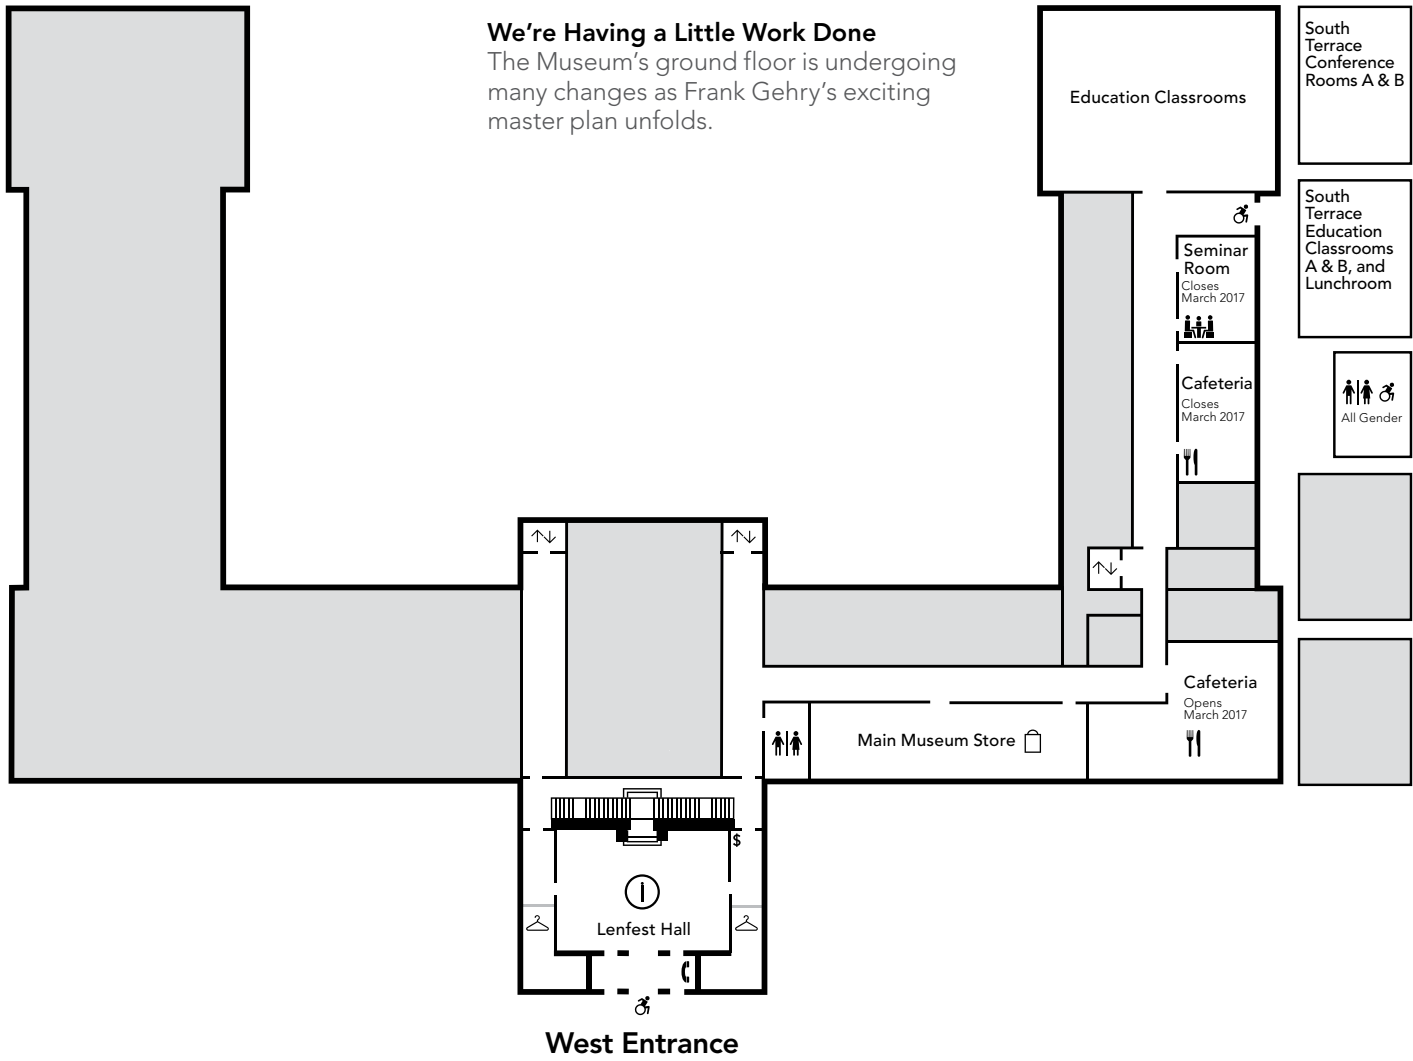 We’re Having a Little Work Done
The Museum’s ground floor is undergoing
many changes as Frank Gehry’s exciting
master plan unfolds.
Education Classrooms
South
Terrace
Conference
Rooms A & B
South
Terrace
Education
Classrooms
A & B, and
Lunchroom
Seminar
Room
Closes
March 2017
Cafeteria
Closes
March 2017
All Gender
Cafeteria
Opens
March 2017
Main Museum Store
$
i
Lenfest Hall
West Entrance